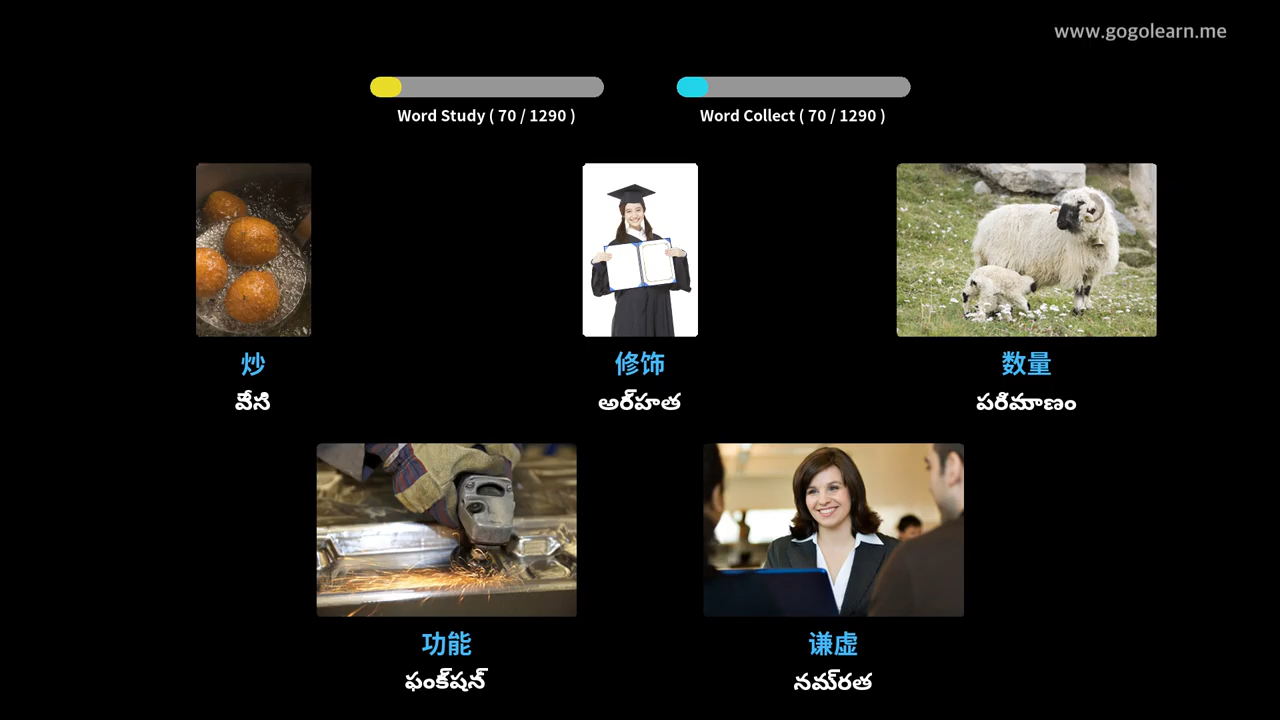 www.gogolearn.me
Word Study ( 70 / 1290 )
Word Collect ( 70 / 1290 )
炒
వేసి
修饰
అర్‌హత
数量
పరిమాణం
功能
ఫంక్‌షన్
谦虚
నమ్‌రత